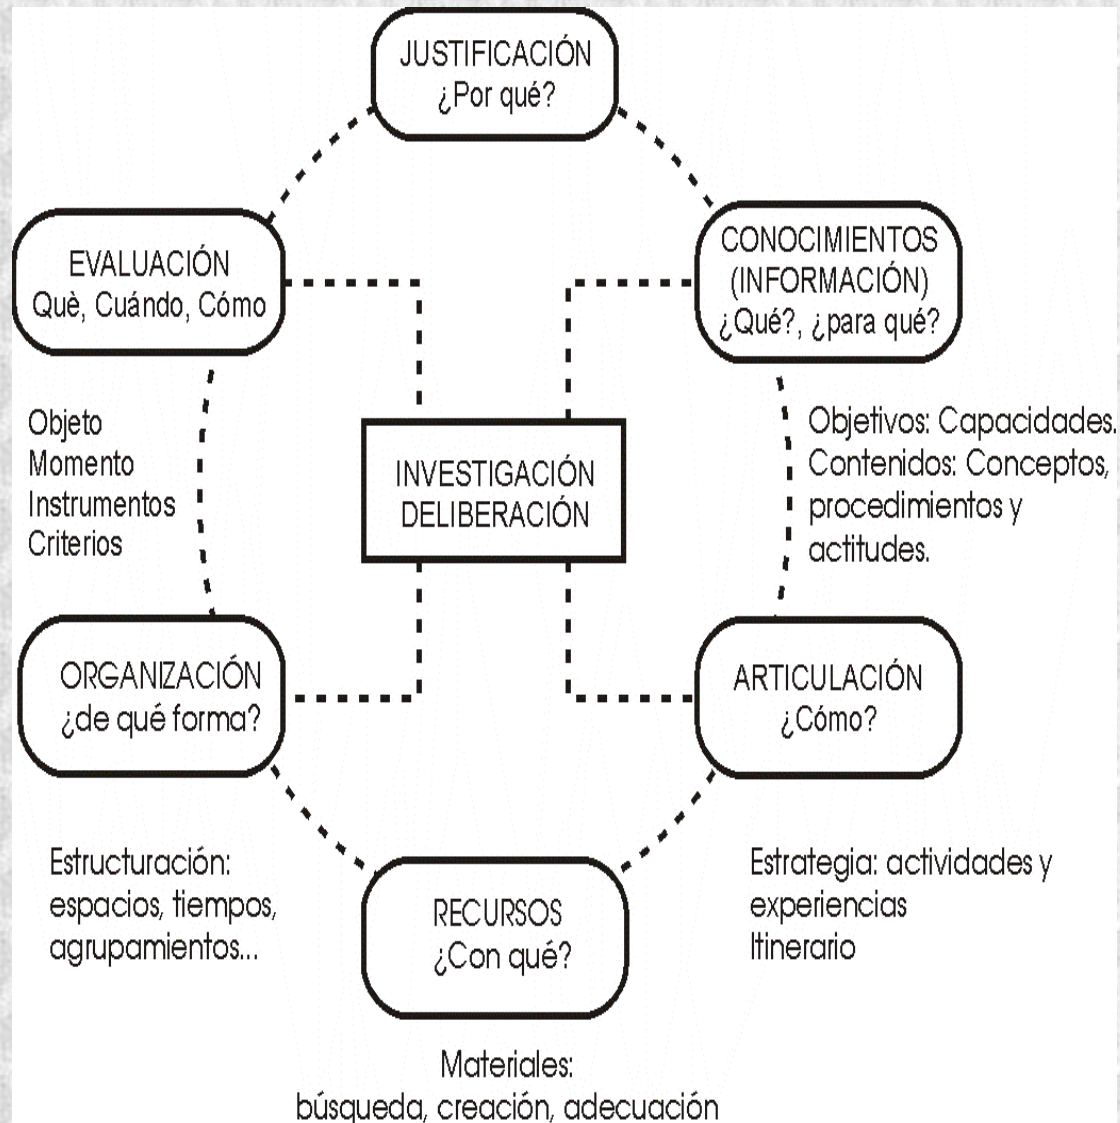 JUSTIFICACIÓN
¿Por qué?
EVALUACIÓN
Què, Cuándo, Cómo
CONOCIMIENTOS
(INFORMACIÓN)
¿Qué?, ¿para qué?
Objeto
Momento
Instrumentos
Criterios
INVESTIGACIÓN
DELIBERACIÓN
Objetivos: Capacidades.
Contenidos: Conceptos,
procedimientos y
actitudes.
ORGANIZACIÓN
¿de qué forma?
ARTICULACIÓN
¿Cómo?
Estructuración:
espacios, tiempos,
agrupamientos...
RECURSOS
¿Con qué?
Estrategia: actividades y
experiencias
Itinerario
Materiales:
búsqueda, creación, adecuación